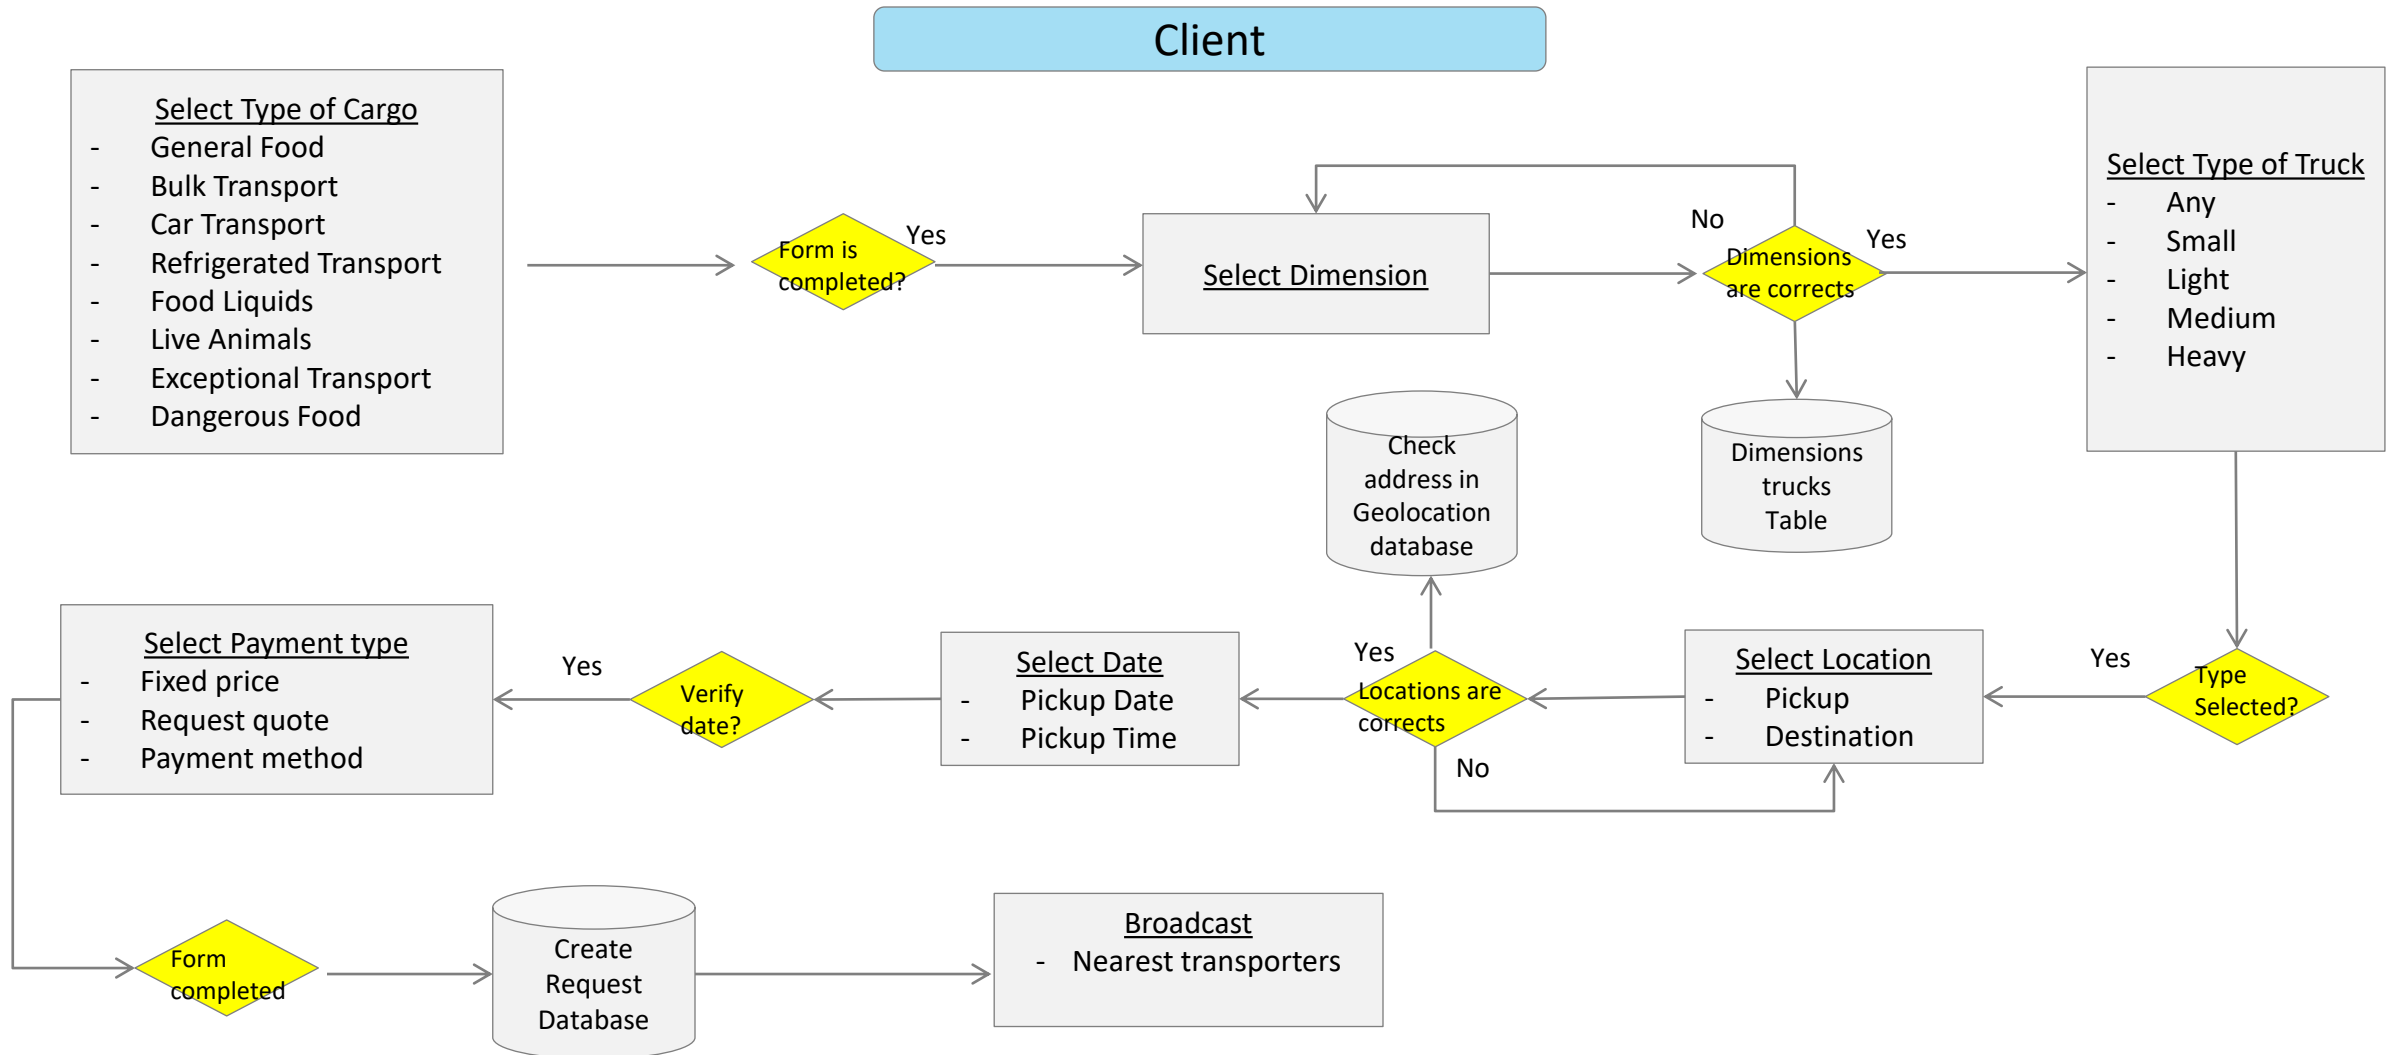 Client
Select Type of Cargo
- General Food
- Bulk Transport
- Car Transport
- Refrigerated Transport
- Food Liquids
- Live Animals
- Exceptional Transport
- Dangerous Food
Form is
completed?
Yes
Select Dimension
No
Dimensions
are corrects
Yes
Select Type of Truck
- Any
- Small
- Light
- Medium
- Heavy
Dimensions
trucks
Table
Check
address in
Geolocation
database
Type
Selected?
Yes
Select Location
- Pickup
- Destination
Yes
Locations are
corrects
No
Select Date
- Pickup Date
- Pickup Time
Verify
date?
Yes
Select Payment type
- Fixed price
- Request quote
- Payment method
Form
completed
Create
Request
Database
Broadcast
- Nearest transporters